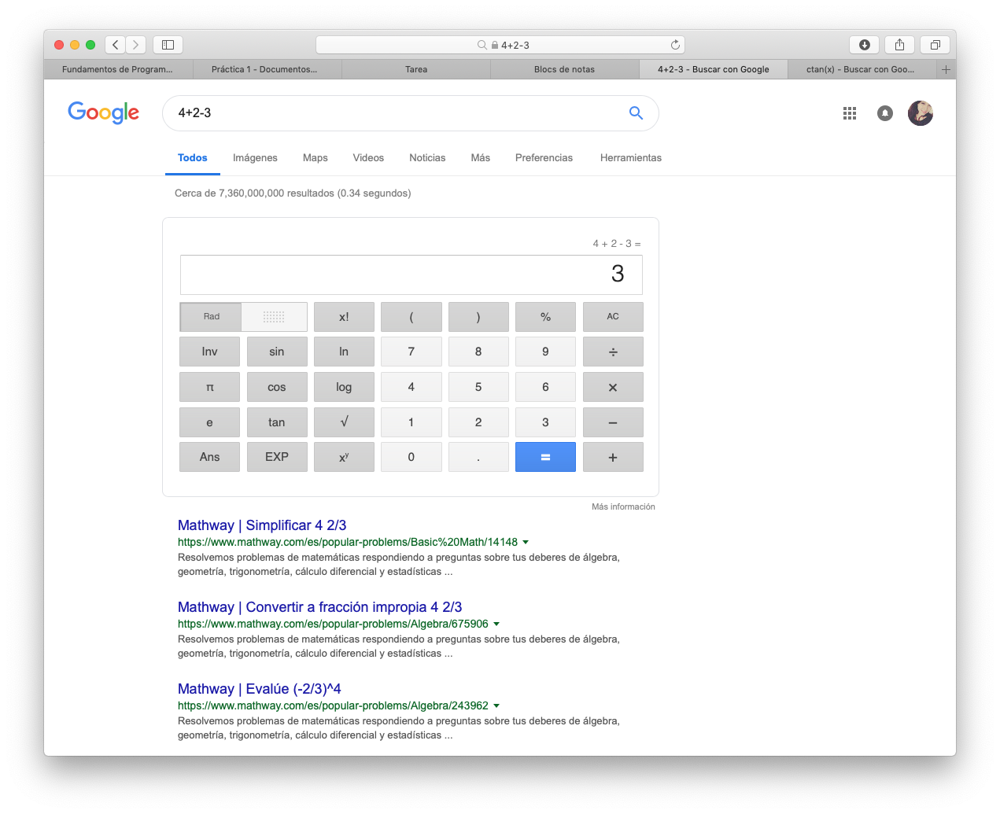 4+2-3
Fundamentos de Program...
Práctica 1 - Documentos...
Tarea
Blocs de notas
4+2-3 - Buscar con Google
ctan(x) - Buscar con Goo...
Google
4+2-3
Todos
Imágenes
Maps
Videos
Noticias
Más
Preferencias
Herramientas
Cerca de 7,360,000,000 resultados (0.34 segundos)
4 + 2 - 3 =
3
Rad x! ( ) % AC
Inv sin ln 7 8 9 ÷
π cos log 4 5 6 ×
e tan √ 1 2 3 −
Ans EXP xʸ 0 . = +
Más información
Mathway | Simplificar 4 2/3
https://www.mathway.com/es/popular-problems/Basic%20Math/14148
Resolvemos problemas de matemáticas respondiendo a preguntas sobre tus deberes de álgebra,
geometría, trigonometría, cálculo diferencial y estadísticas ...
Mathway | Convertir a fracción impropia 4 2/3
https://www.mathway.com/es/popular-problems/Algebra/675906
Resolvemos problemas de matemáticas respondiendo a preguntas sobre tus deberes de álgebra,
geometría, trigonometría, cálculo diferencial y estadísticas ...
Mathway | Evalúe (-2/3)^4
https://www.mathway.com/es/popular-problems/Algebra/243962
Resolvemos problemas de matemáticas respondiendo a preguntas sobre tus deberes de álgebra,
geometría, trigonometría, cálculo diferencial y estadísticas ...